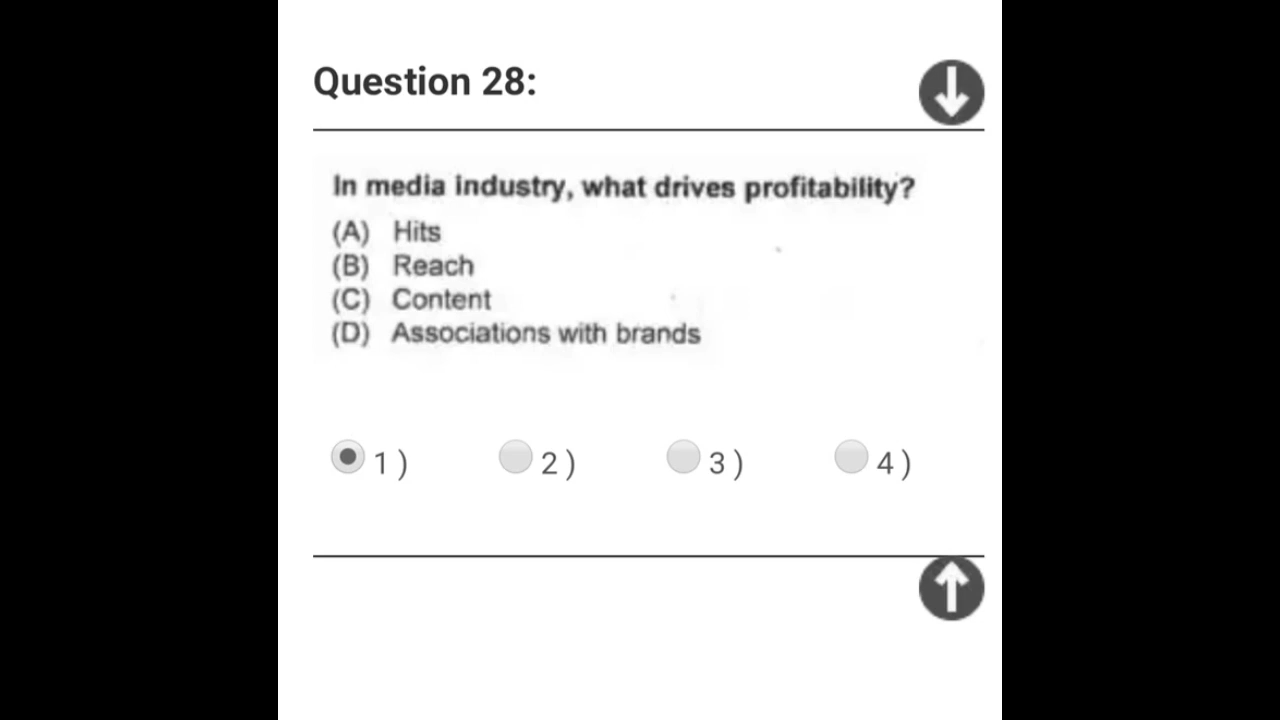 Question 28:
In media industry, what drives profitability?
(A) Hits
(B) Reach
(C) Content
(D) Associations with brands
1 ) 2 ) 3 ) 4 )